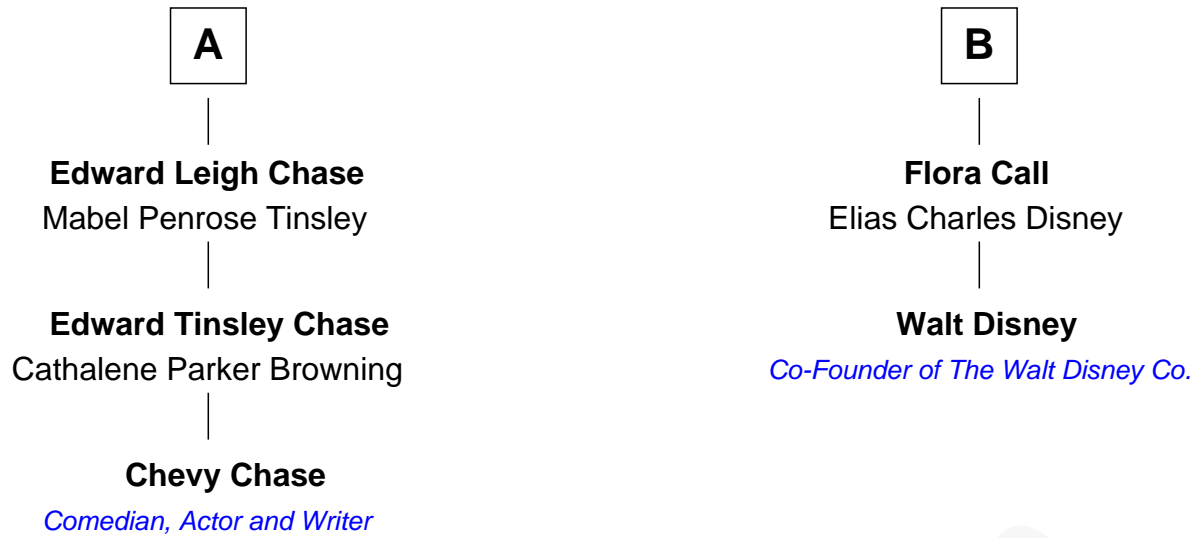 A
Edward Leigh Chase
Mabel Penrose Tinsley
Edward Tinsley Chase
Cathalene Parker Browning
Chevy Chase
Comedian, Actor and Writer
B
Flora Call
Elias Charles Disney
Walt Disney
Co-Founder of The Walt Disney Co.